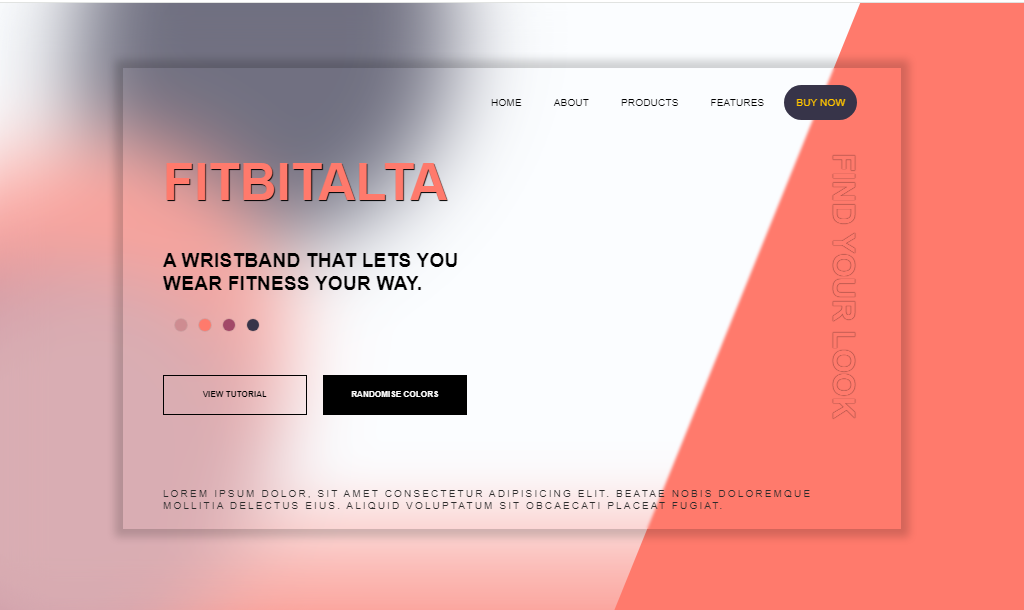 HOME ABOUT PRODUCTS FEATURES BUY NOW
FITBITALTA
A WRISTBAND THAT LETS YOU
WEAR FITNESS YOUR WAY.
VIEW TUTORIAL RANDOMISE COLORS
FIND YOUR LOOK
LOREM IPSUM DOLOR, SIT AMET CONSECTETUR ADIPISICING ELIT. BEATAE NOBIS DOLOREMQUE
MOLLITIA DELECTUS EIUS. ALIQUID VOLUPTATUM SIT OBCAECATI PLACEAT FUGIAT.